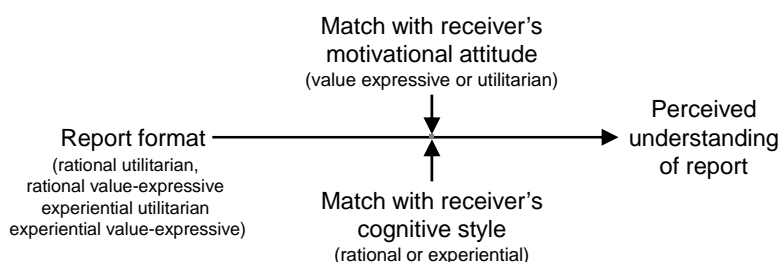 Match with receiver's
motivational attitude
(value expressive or utilitarian)
Report format
(rational utilitarian,
rational value-expressive
experiential utilitarian
experiential value-expressive)
Perceived
understanding
of report
Match with receiver's
cognitive style
(rational or experiential)